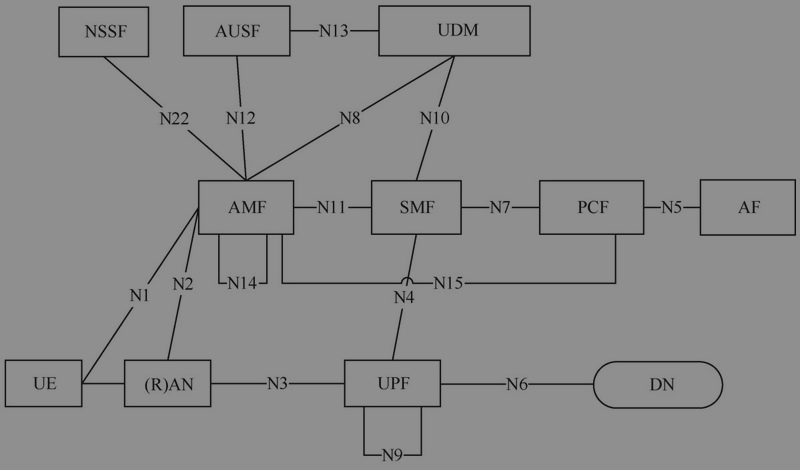 NSSF
AUSF
N13
UDM
N22
N12
N8
N10
AMF
N11
SMF
N7
PCF
N5
AF
N1
N2
N14
N4
N15
UE
(R)AN
N3
UPF
N6
DN
N9